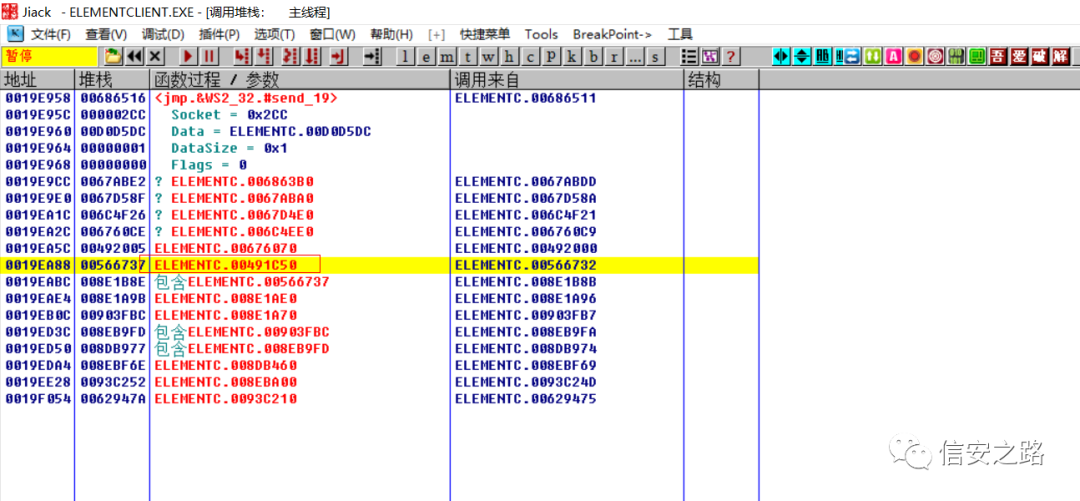 Jiack - ELEMENTCLIENT.EXE - [调用堆栈: 主线程]
文件(F) 查看(V) 调试(D) 插件(P) 选项(T) 窗口(W) 帮助(H) [+] 快捷菜单 Tools BreakPoint-> 工具
暂停 l e m t w h c p k b r ... s ? 吾 爱 破 解
地址 堆栈 函数过程 / 参数 调用来自 结构
0019E958 00686516 <jmp.&WS2_32.#send_19> ELEMENTC.00686511
0019E95C 000002CC Socket = 0x2CC
0019E960 00D0D5DC Data = ELEMENTC.00D0D5DC
0019E964 00000001 DataSize = 0x1
0019E968 00000000 Flags = 0
0019E9CC 0067ABE2 ? ELEMENTC.006863B0 ELEMENTC.0067ABDD
0019E9E0 0067D58F ? ELEMENTC.0067ABA0 ELEMENTC.0067D58A
0019EA1C 006C4F26 ? ELEMENTC.0067D4E0 ELEMENTC.006C4F21
0019EA2C 006760CE ? ELEMENTC.006C4EE0 ELEMENTC.006760C9
0019EA5C 00492005 ELEMENTC.00676070 ELEMENTC.00492000
0019EA88 00566737 ELEMENTC.00491C50 ELEMENTC.00566732
0019EABC 008E1B8E 包含ELEMENTC.00566737 ELEMENTC.008E1B8B
0019EAE4 008E1A9B ELEMENTC.008E1AE0 ELEMENTC.008E1A96
0019EB0C 00903FBC ELEMENTC.008E1A70 ELEMENTC.00903FB7
0019ED3C 008EB9FD 包含ELEMENTC.00903FBC ELEMENTC.008EB9FA
0019ED50 008DB977 包含ELEMENTC.008EB9FD ELEMENTC.008DB974
0019EDA4 008EBF6E ELEMENTC.008DB460 ELEMENTC.008EBF69
0019EE28 0093C252 ELEMENTC.008EBA00 ELEMENTC.0093C24D
0019F054 0062947A ELEMENTC.0093C210 ELEMENTC.00629475
信安之路